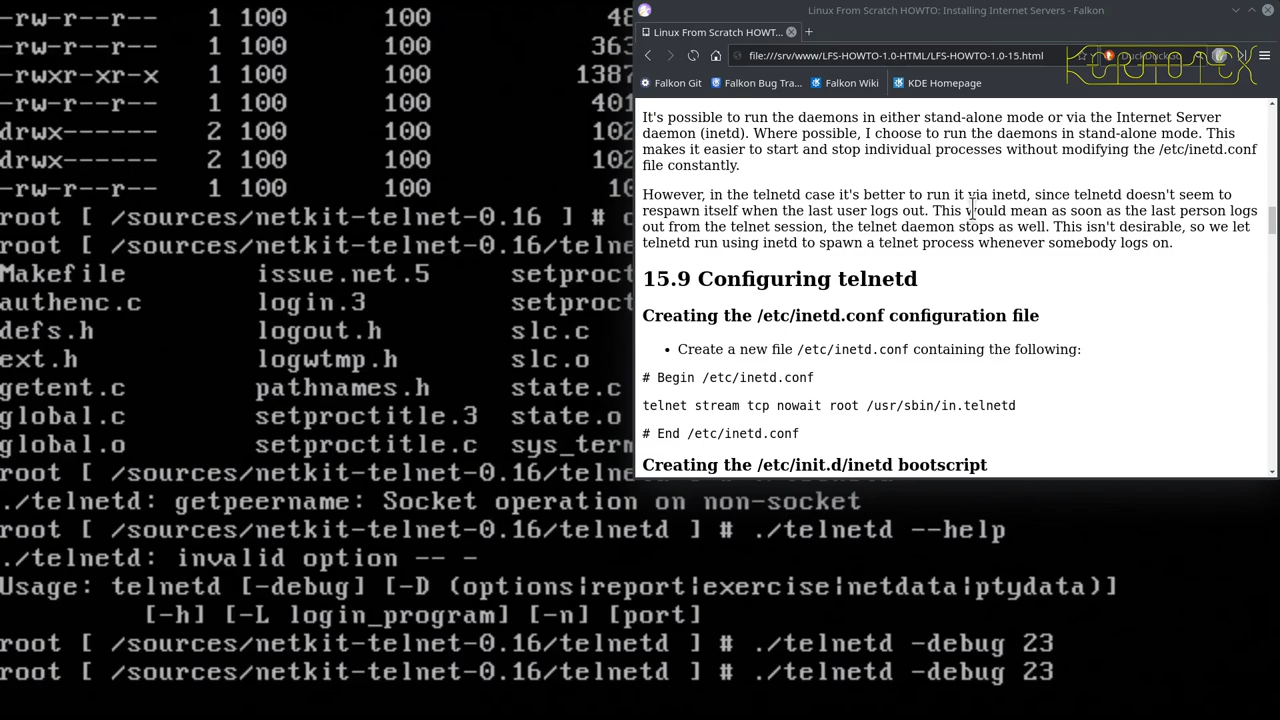 -rw-r--r-- 1 100 100 48
-rw-r--r-- 1 100 100 363
-rwxr-xr-x 1 100 100 1387
-rw-r--r-- 1 100 100 401
drwx------ 2 100 100 102
drwx------ 2 100 100 102
-rw-r--r-- 1 100 100 10
root [ /sources/netkit-telnet-0.16 ] # c
Makefile issue.net.5 setproct
authenc.c login.3 setproct
defs.h logout.h slc.c
ext.h logwtmp.h slc.o
getent.c pathnames.h state.c
global.c setproctitle.3 state.o
global.o setproctitle.c sys_term
./telnetd: getpeername: Socket operation on non-socket
root [ /sources/netkit-telnet-0.16/telnetd ] # ./telnetd --help
./telnetd: invalid option -- -
Usage: telnetd [-debug] [-D (options|report|exercise|netdata|ptydata)]
[-h] [-L login_program] [-n] [port]
root [ /sources/netkit-telnet-0.16/telnetd ] # ./telnetd -debug 23
root [ /sources/netkit-telnet-0.16/telnetd ] # ./telnetd -debug 23
Linux From Scratch HOWTO: Installing Internet Servers - Falkon
Linux From Scratch HOWT...
file:///srv/www/LFS-HOWTO-1.0-HTML/LFS-HOWTO-1.0-15.html
Falkon Git Falkon Bug Tra... Falkon Wiki KDE Homepage
It's possible to run the daemons in either stand-alone mode or via the Internet Server
daemon (inetd). Where possible, I choose to run the daemons in stand-alone mode. This
makes it easier to start and stop individual processes without modifying the /etc/inetd.conf
file constantly.
However, in the telnetd case it's better to run it via inetd, since telnetd doesn't seem to
respawn itself when the last user logs out. This would mean as soon as the last person logs
out from the telnet session, the telnet daemon stops as well. This isn't desirable, so we let
telnetd run using inetd to spawn a telnet process whenever somebody logs on.
15.9 Configuring telnetd
Creating the /etc/inetd.conf configuration file
• Create a new file /etc/inetd.conf containing the following:
# Begin /etc/inetd.conf
telnet stream tcp nowait root /usr/sbin/in.telnetd
# End /etc/inetd.conf
Creating the /etc/init.d/inetd bootscript